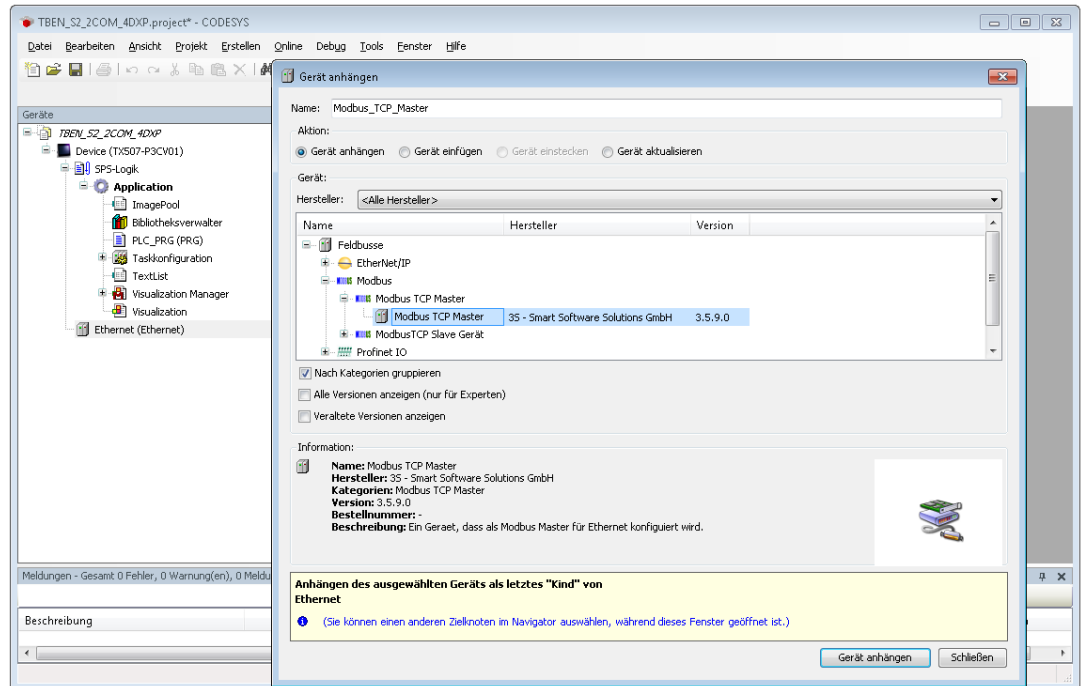 TBEN_S2_2COM_4DXP.project* - CODESYS
Datei Bearbeiten Ansicht Projekt Erstellen Online Debug Tools Fenster Hilfe
Geräte
TBEN_S2_2COM_4DXP
Device (TX507-P3CV01)
SPS-Logik
Application
ImagePool
Bibliotheksverwalter
PLC_PRG (PRG)
Taskkonfiguration
TextList
Visualization Manager
Visualization
Ethernet (Ethernet)
Meldungen - Gesamt 0 Fehler, 0 Warnung(en), 0 Meldu
Beschreibung
Gerät anhängen
Name: Modbus_TCP_Master
Aktion:
Gerät anhängen Gerät einfügen Gerät einstecken Gerät aktualisieren
Gerät:
Hersteller: <Alle Hersteller>
Name Hersteller Version
Feldbusse
EtherNet/IP
Modbus
Modbus TCP Master
Modbus TCP Master 3S - Smart Software Solutions GmbH 3.5.9.0
ModbusTCP Slave Gerät
Profinet IO
Nach Kategorien gruppieren
Alle Versionen anzeigen (nur für Experten)
Veraltete Versionen anzeigen
Information:
Name: Modbus TCP Master
Hersteller: 3S - Smart Software Solutions GmbH
Kategorien: Modbus TCP Master
Version: 3.5.9.0
Bestellnummer: -
Beschreibung: Ein Geraet, dass als Modbus Master für Ethernet konfiguiert wird.
Anhängen des ausgewählten Geräts als letztes "Kind" von
Ethernet
(Sie können einen anderen Zielknoten im Navigator auswählen, während dieses Fenster geöffnet ist.)
Gerät anhängen Schließen